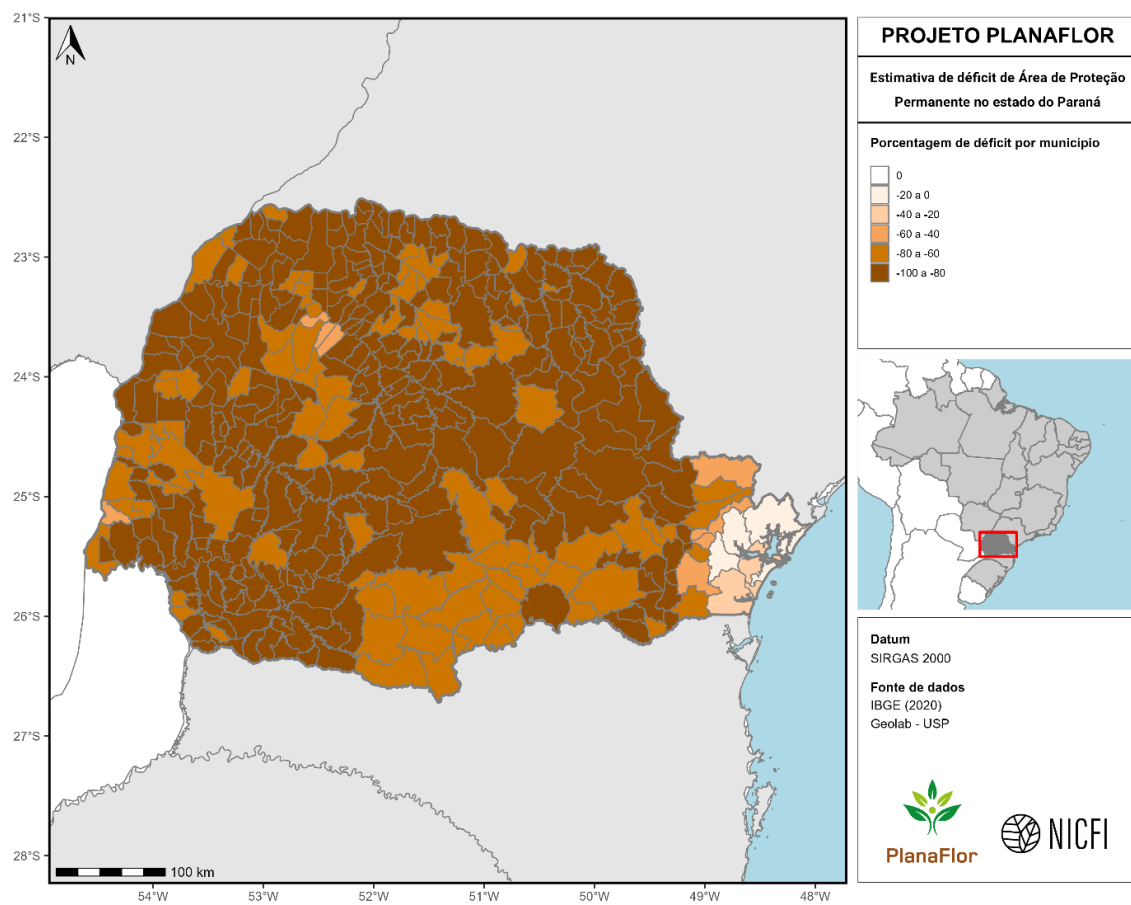 PROJETO PLANAFLOR
Estimativa de déficit de Área de Proteção
Permanente no estado do Paraná
Porcentagem de déficit por município
0
-20 a 0
-40 a -20
-60 a -40
-80 a -60
-100 a -80
21°S
22°S
23°S
24°S
25°S
26°S
27°S
28°S
N
100 km
54°W
53°W
52°W
51°W
50°W
49°W
48°W
Datum
SIRGAS 2000
Fonte de dados
IBGE (2020)
Geolab - USP
PlanaFlor
NICFI